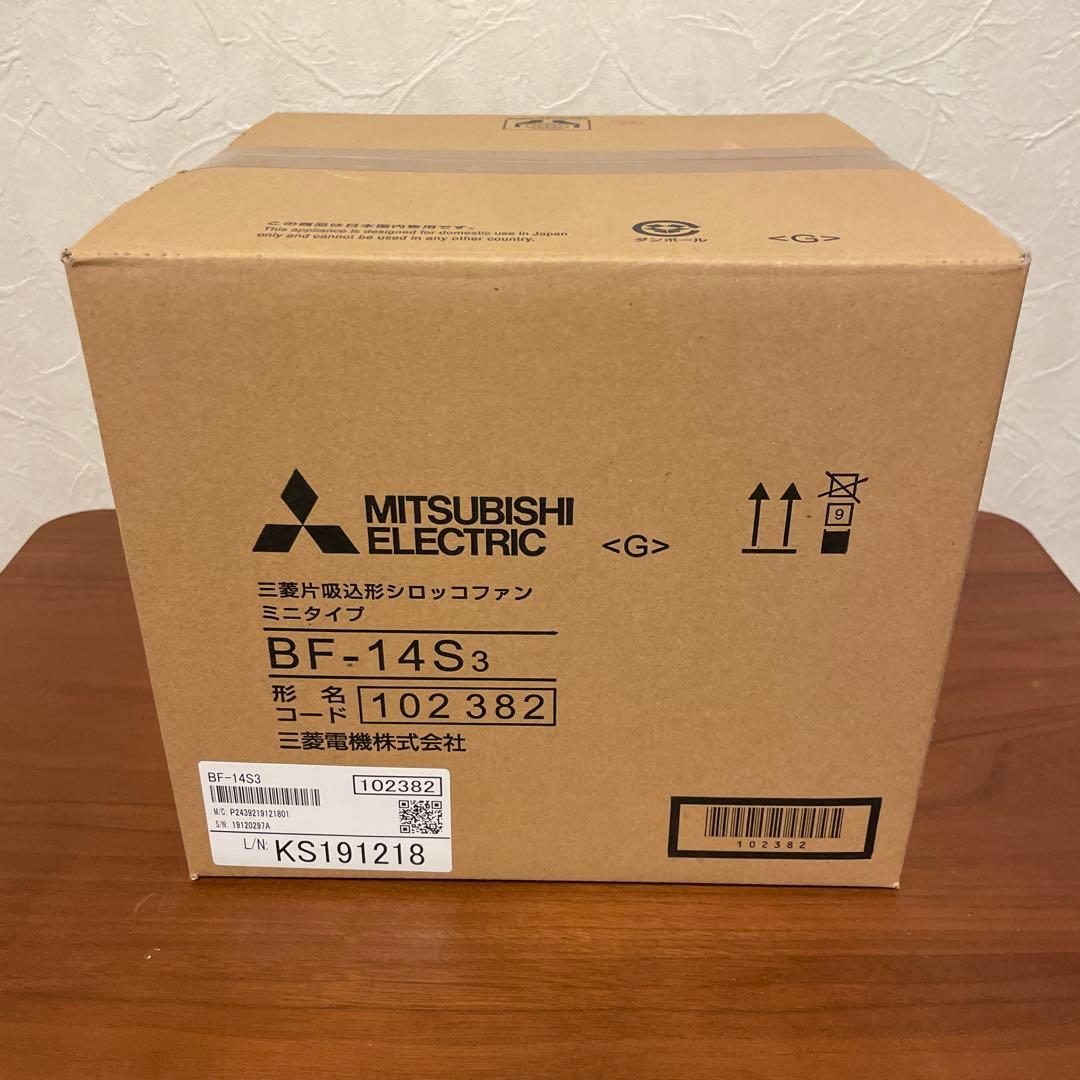 この商品は日本国内専用です。
This appliance is designed for domestic use in Japan
only and cannot be used in any other country.
ダンボール
<G>
MITSUBISHI
ELECTRIC
<G>
9
三菱片吸込形シロッコファン
ミニタイプ
BF-14S3
形名
コード
102 382
三菱電機株式会社
BF-14S3
102382
M/C: P2439219121801
S/N: 19120297A
L/N: KS191218
102382